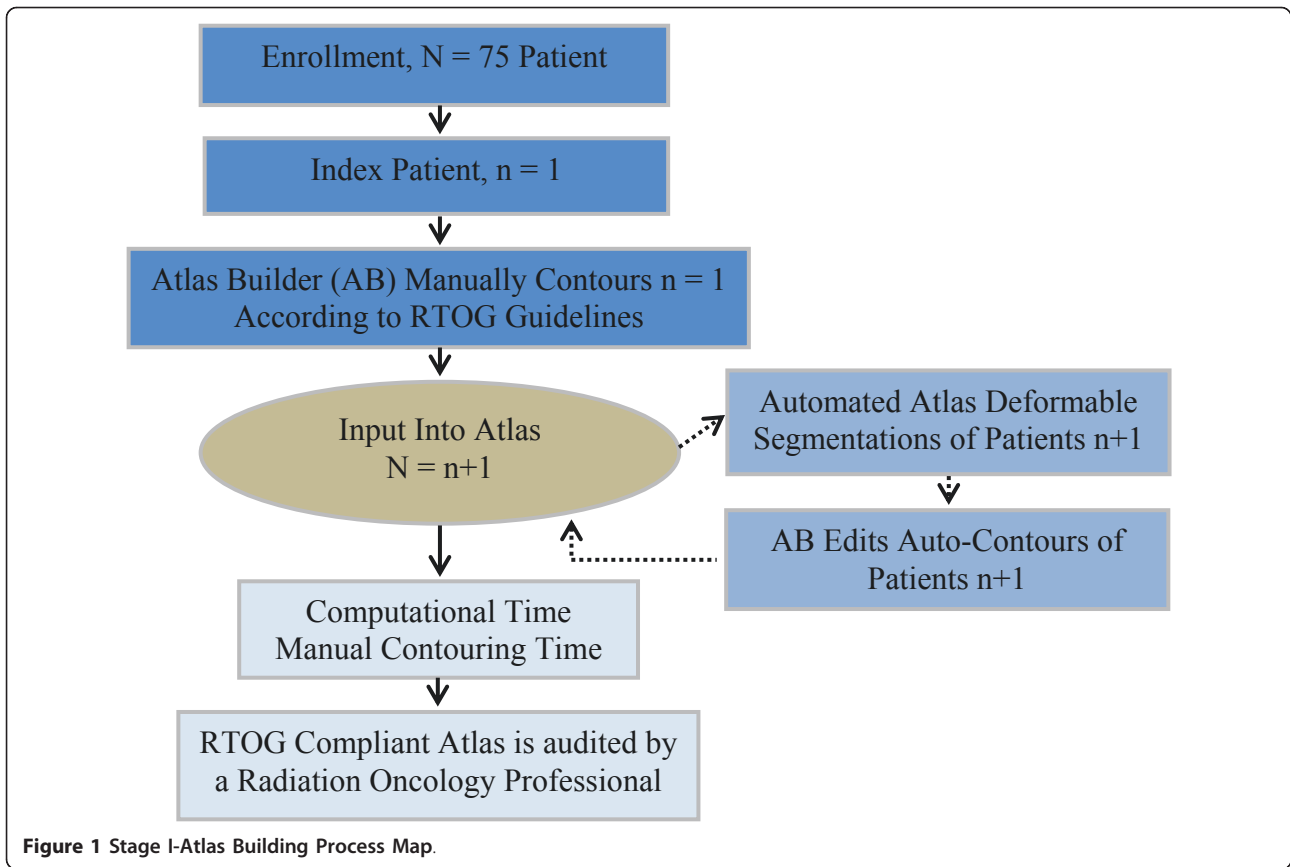 Enrollment, N = 75 Patient
Index Patient, n = 1
Atlas Builder (AB) Manually Contours n = 1
According to RTOG Guidelines
Input Into Atlas
N = n+1
Automated Atlas Deformable
Segmentations of Patients n+1
AB Edits Auto-Contours of
Patients n+1
Computational Time
Manual Contouring Time
RTOG Compliant Atlas is audited by
a Radiation Oncology Professional
Figure 1 Stage I-Atlas Building Process Map.